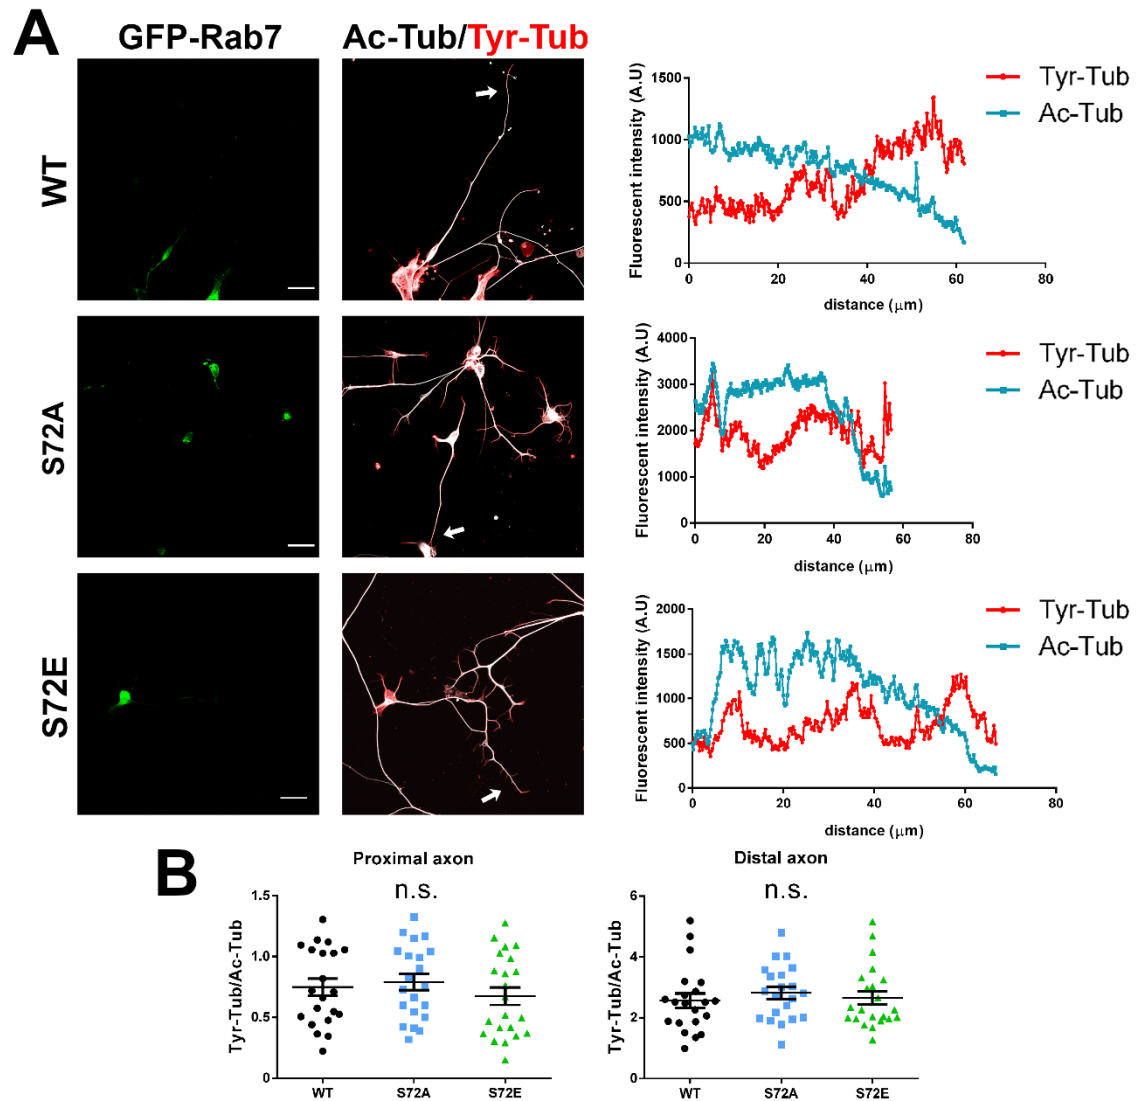 A
GFP-Rab7
Ac-Tub/Tyr-Tub
WT
Fluorescent intensity (A.U)
1500
1000
500
0
0 20 40 60 80
distance (μm)
Tyr-Tub
Ac-Tub
S72A
Fluorescent intensity (A.U)
4000
3000
2000
1000
0
0 20 40 60 80
distance (μm)
Tyr-Tub
Ac-Tub
S72E
Fluorescent intensity (A.U)
2000
1500
1000
500
0
0 20 40 60 80
distance (μm)
Tyr-Tub
Ac-Tub
B
Proximal axon
n.s.
Tyr-Tub/Ac-Tub
1.5
1.0
0.5
0
WT S72A S72E
Distal axon
n.s.
Tyr-Tub/Ac-Tub
6
4
2
0
WT S72A S72E